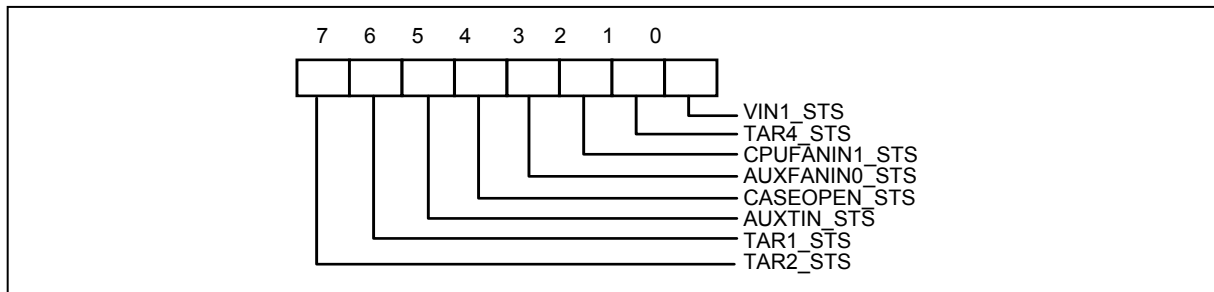 7 6 5 4 3 2 1 0
VIN1_STS
TAR4_STS
CPUFANIN1_STS
AUXFANIN0_STS
CASEOPEN_STS
AUXTIN_STS
TAR1_STS
TAR2_STS